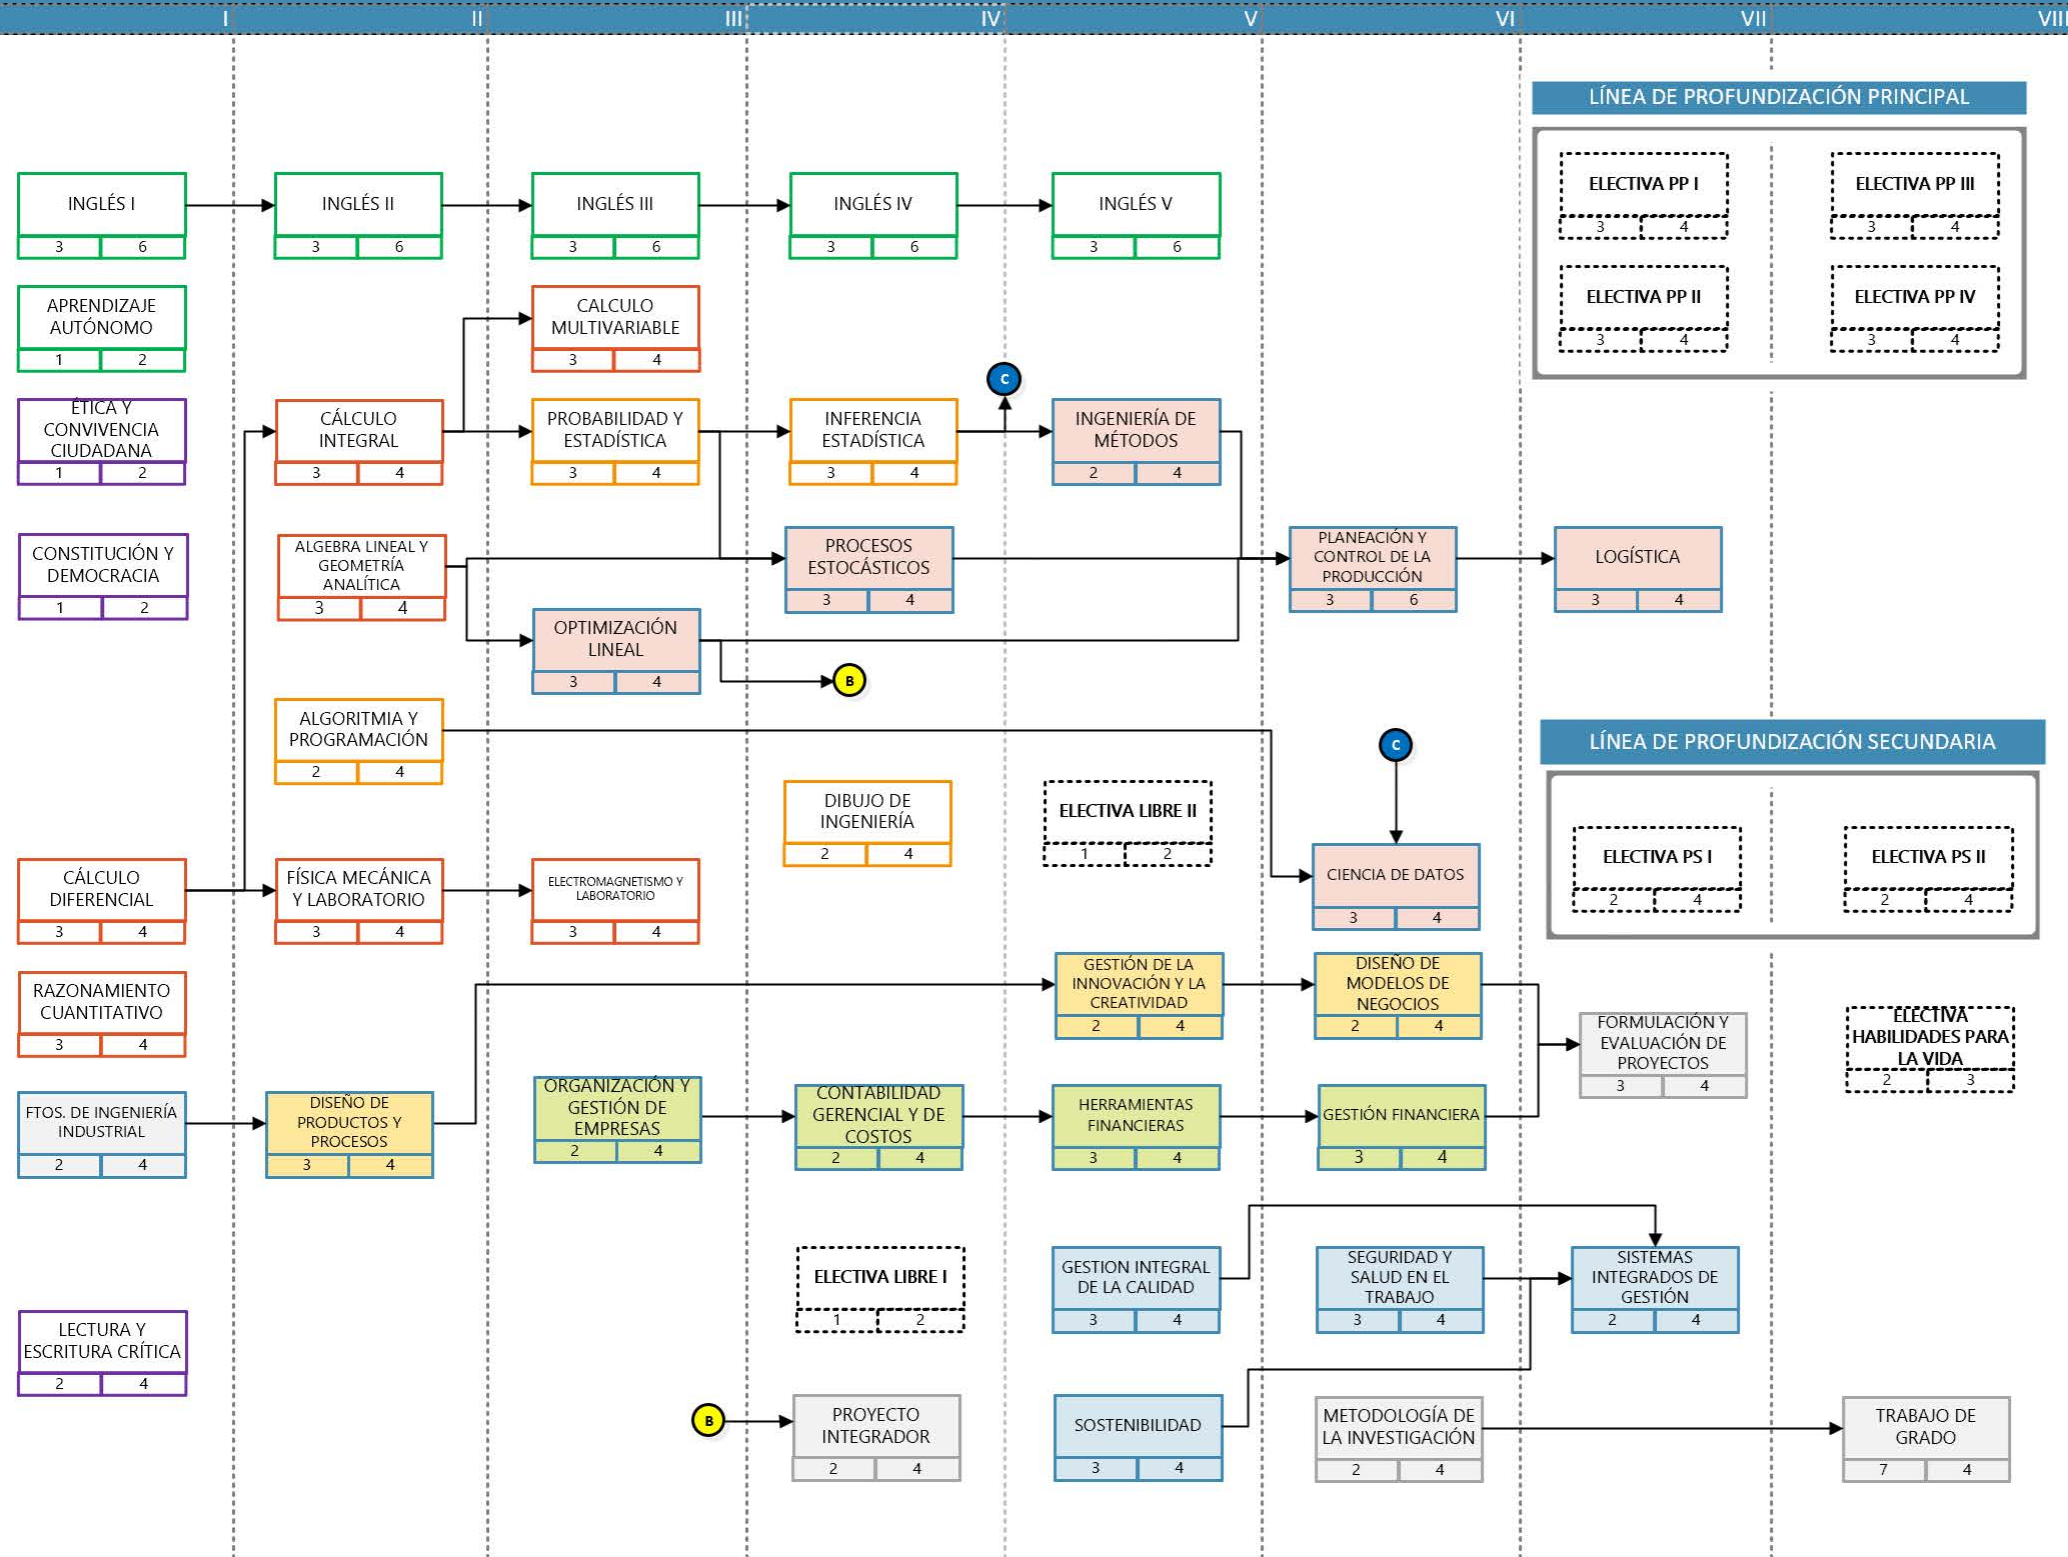 I II III IV V VI VII VIII
LÍNEA DE PROFUNDIZACIÓN PRINCIPAL
ELECTIVA PP I
3 4
ELECTIVA PP III
3 4
ELECTIVA PP II
3 4
ELECTIVA PP IV
3 4
INGLÉS I
3 6
INGLÉS II
3 6
INGLÉS III
3 6
INGLÉS IV
3 6
INGLÉS V
3 6
APRENDIZAJE
AUTÓNOMO
1 2
CALCULO
MULTIVARIABLE
3 4
C
ÉTICA Y
CONVIVENCIA
CIUDADANA
1 2
CÁLCULO
INTEGRAL
3 4
PROBABILIDAD Y
ESTADÍSTICA
3 4
INFERENCIA
ESTADÍSTICA
3 4
INGENIERÍA DE
MÉTODOS
2 4
CONSTITUCIÓN Y
DEMOCRACIA
1 2
ALGEBRA LINEAL Y
GEOMETRÍA
ANALÍTICA
3 4
PROCESOS
ESTOCÁSTICOS
3 4
PLANEACIÓN Y
CONTROL DE LA
PRODUCCIÓN
3 6
LOGÍSTICA
3 4
OPTIMIZACIÓN
LINEAL
3 4
B
ALGORITMIA Y
PROGRAMACIÓN
2 4
C
LÍNEA DE PROFUNDIZACIÓN SECUNDARIA
DIBUJO DE
INGENIERÍA
2 4
ELECTIVA LIBRE II
1 2
CIENCIA DE DATOS
3 4
ELECTIVA PS I
2 4
ELECTIVA PS II
2 4
CÁLCULO
DIFERENCIAL
3 4
FÍSICA MECÁNICA
Y LABORATORIO
3 4
ELECTROMAGNETISMO Y
LABORATORIO
3 4
RAZONAMIENTO
CUANTITATIVO
3 4
GESTIÓN DE LA
INNOVACIÓN Y LA
CREATIVIDAD
2 4
DISEÑO DE
MODELOS DE
NEGOCIOS
2 4
FORMULACIÓN Y
EVALUACIÓN DE
PROYECTOS
3 4
ELECTIVA
HABILIDADES PARA
LA VIDA
2 3
FTOS. DE INGENIERÍA
INDUSTRIAL
2 4
DISEÑO DE
PRODUCTOS Y
PROCESOS
3 4
ORGANIZACIÓN Y
GESTIÓN DE
EMPRESAS
2 4
CONTABILIDAD
GERENCIAL Y DE
COSTOS
2 4
HERRAMIENTAS
FINANCIERAS
3 4
GESTIÓN FINANCIERA
3 4
ELECTIVA LIBRE I
1 2
GESTION INTEGRAL
DE LA CALIDAD
3 4
SEGURIDAD Y
SALUD EN EL
TRABAJO
3 4
SISTEMAS
INTEGRADOS DE
GESTIÓN
2 4
LECTURA Y
ESCRITURA CRÍTICA
2 4
B
PROYECTO
INTEGRADOR
2 4
SOSTENIBILIDAD
3 4
METODOLOGÍA DE
LA INVESTIGACIÓN
2 4
TRABAJO DE
GRADO
7 4